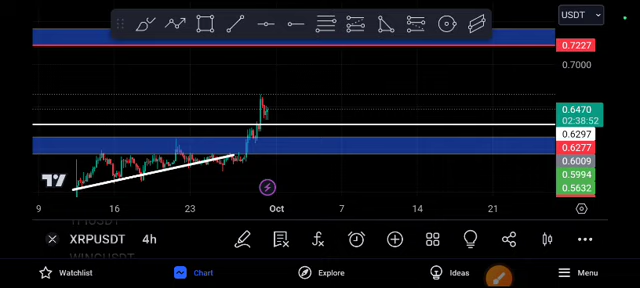 USDT
0.7227
0.7000
0.6470
02:38:52
0.6297
0.6277
0.6009
0.5994
0.5632
9 16 23 Oct 7 14 21
XRPUSDT 4h
Watchlist Chart Explore Ideas Menu